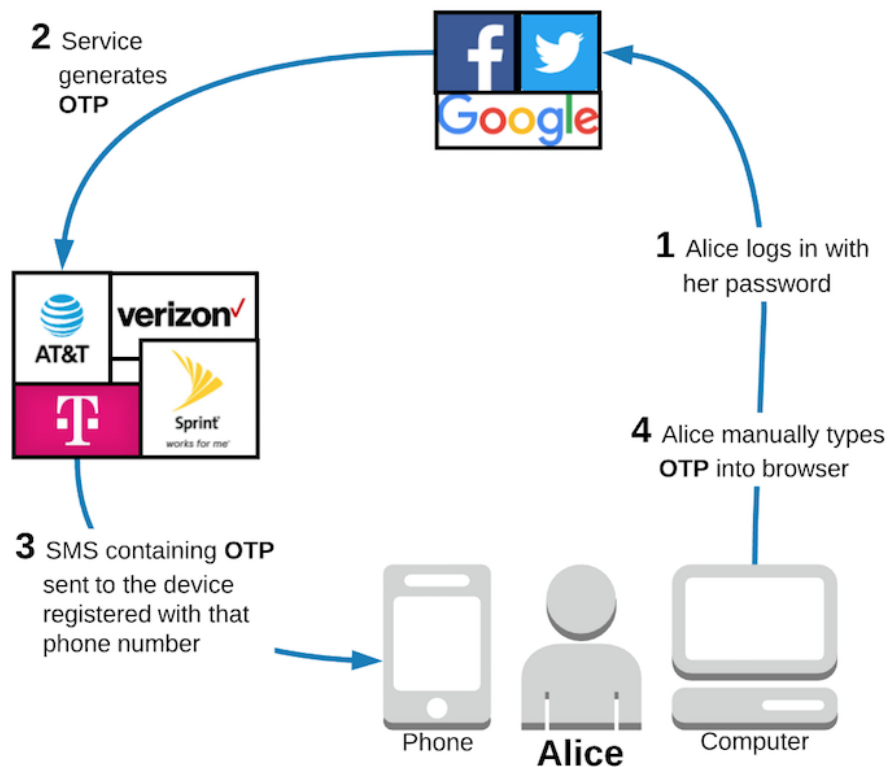 2 Service
generates
OTP
f
Google
1 Alice logs in with
her password
AT&T
verizon
T
Sprint
works for me
4 Alice manually types
OTP into browser
3 SMS containing OTP
sent to the device
registered with that
phone number
Phone
Alice
Computer